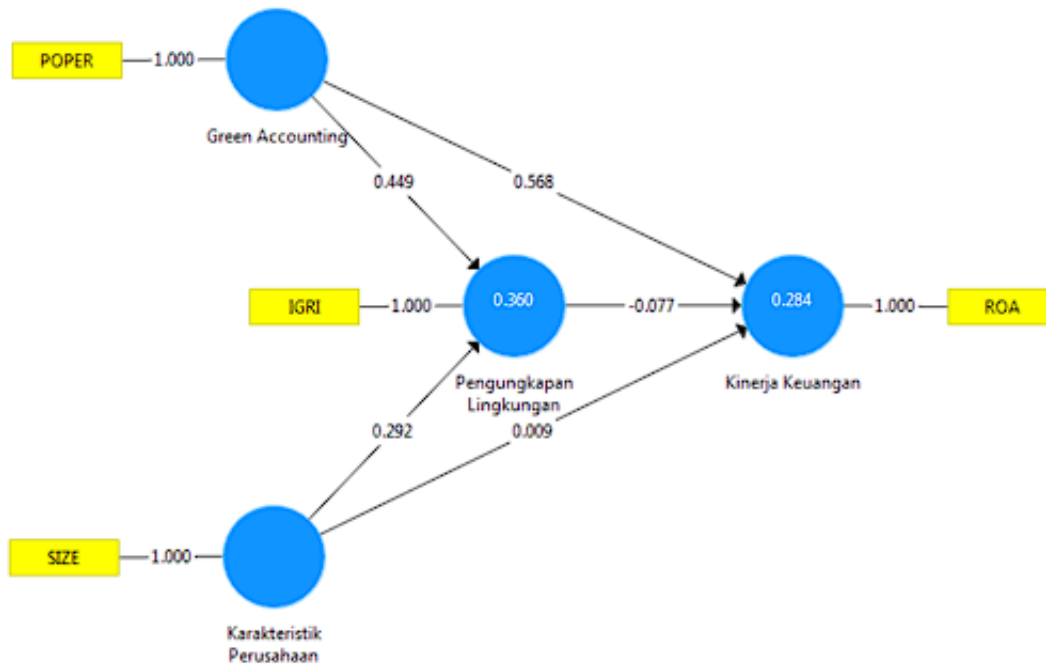 POPER
1.000
Green Accounting
0.449
0.568
IGRI
1.000
0.360
-0.077
0.284
1.000
ROA
Pengungkapan
Lingkungan
Kinerja Keuangan
0.292
0.009
SIZE
1.000
Karakteristik
Perusahaan